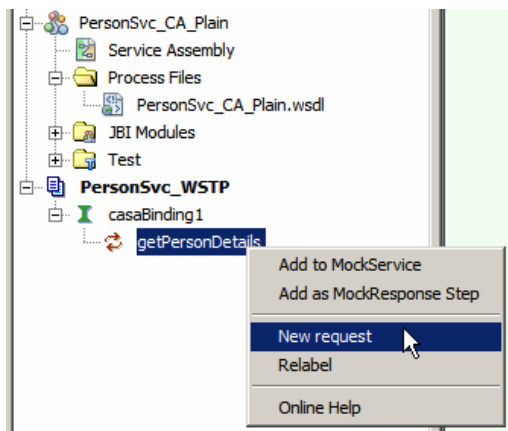 PersonSvc_CA_Plain
Service Assembly
Process Files
PersonSvc_CA_Plain.wsdl
JBI Modules
Test
PersonSvc_WSTP
casaBinding1
getPersonDetails
Add to MockService
Add as MockResponse Step
New request
Relabel
Online Help